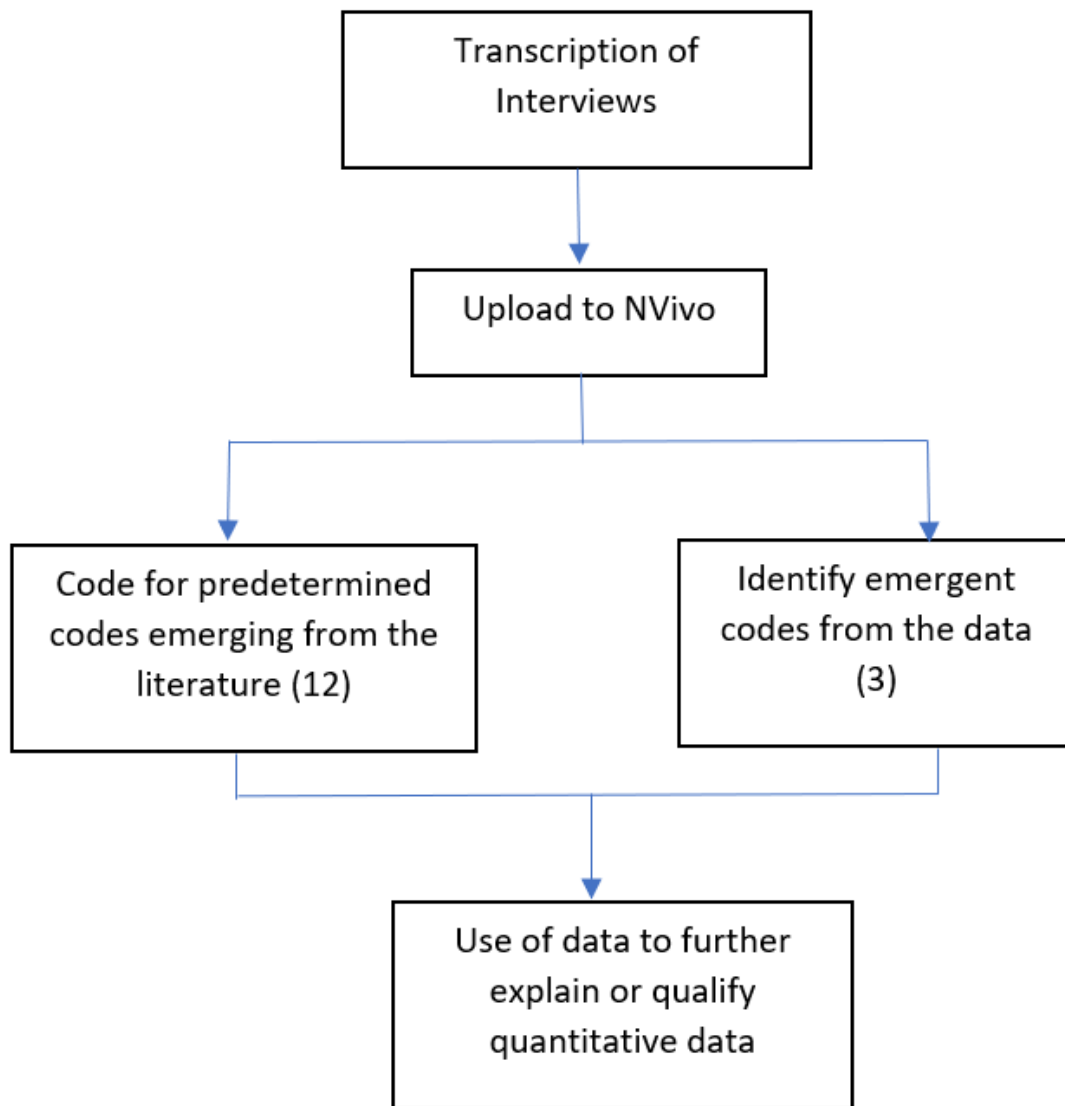 Transcription of
Interviews
Upload to NVivo
Code for predetermined
codes emerging from the
literature (12)
Identify emergent
codes from the data
(3)
Use of data to further
explain or qualify
quantitative data